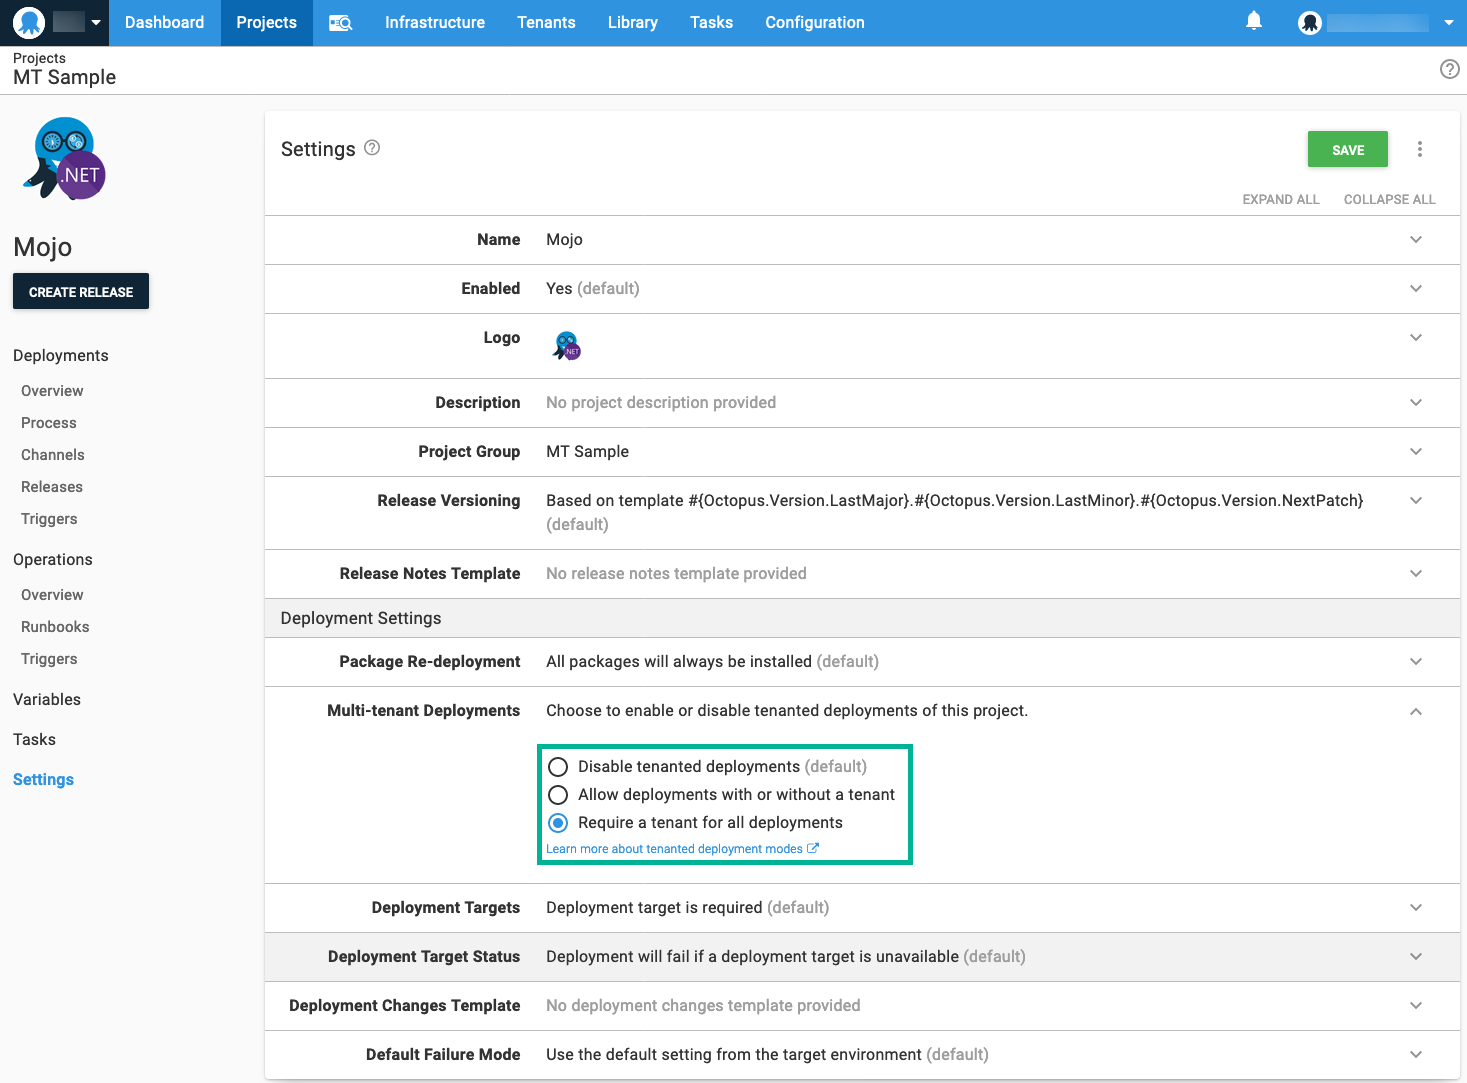 Dashboard
Projects
Infrastructure
Tenants
Library
Tasks
Configuration
Projects
MT Sample
.NET
Mojo
CREATE RELEASE
Deployments
Overview
Process
Channels
Releases
Triggers
Operations
Overview
Runbooks
Triggers
Variables
Tasks
Settings
Settings
SAVE
EXPAND ALL
COLLAPSE ALL
Name Mojo
Enabled Yes (default)
Logo
.NET
Description No project description provided
Project Group MT Sample
Release Versioning Based on template #{Octopus.Version.LastMajor}.#{Octopus.Version.LastMinor}.#{Octopus.Version.NextPatch}
(default)
Release Notes Template No release notes template provided
Deployment Settings
Package Re-deployment All packages will always be installed (default)
Multi-tenant Deployments Choose to enable or disable tenanted deployments of this project.
Disable tenanted deployments (default)
Allow deployments with or without a tenant
Require a tenant for all deployments
Learn more about tenanted deployment modes
Deployment Targets Deployment target is required (default)
Deployment Target Status Deployment will fail if a deployment target is unavailable (default)
Deployment Changes Template No deployment changes template provided
Default Failure Mode Use the default setting from the target environment (default)